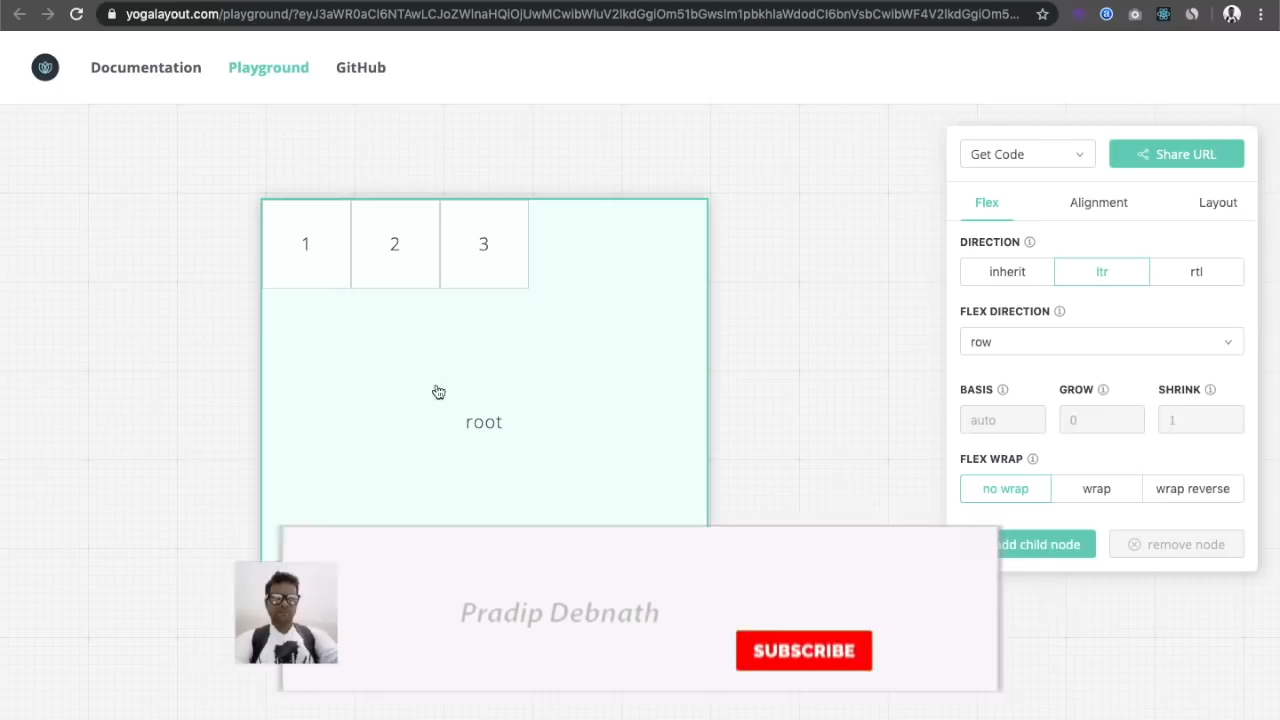 yogalayout.com/playground/?eyJ3aWR0aCI6NTAwLCJoZWlnaHQiOjUwMCwibWluV2lkdGgiOm51bGwsIm1pbkhlaWdodCI6bnVsbCwibWF4V2lkdGgiOm5...
Documentation Playground GitHub
Get Code Share URL
Flex Alignment Layout
DIRECTION
inherit ltr rtl
FLEX DIRECTION
row
BASIS GROW SHRINK
auto 0 1
FLEX WRAP
no wrap wrap wrap reverse
add child node remove node
1 2 3
root
Pradip Debnath
SUBSCRIBE